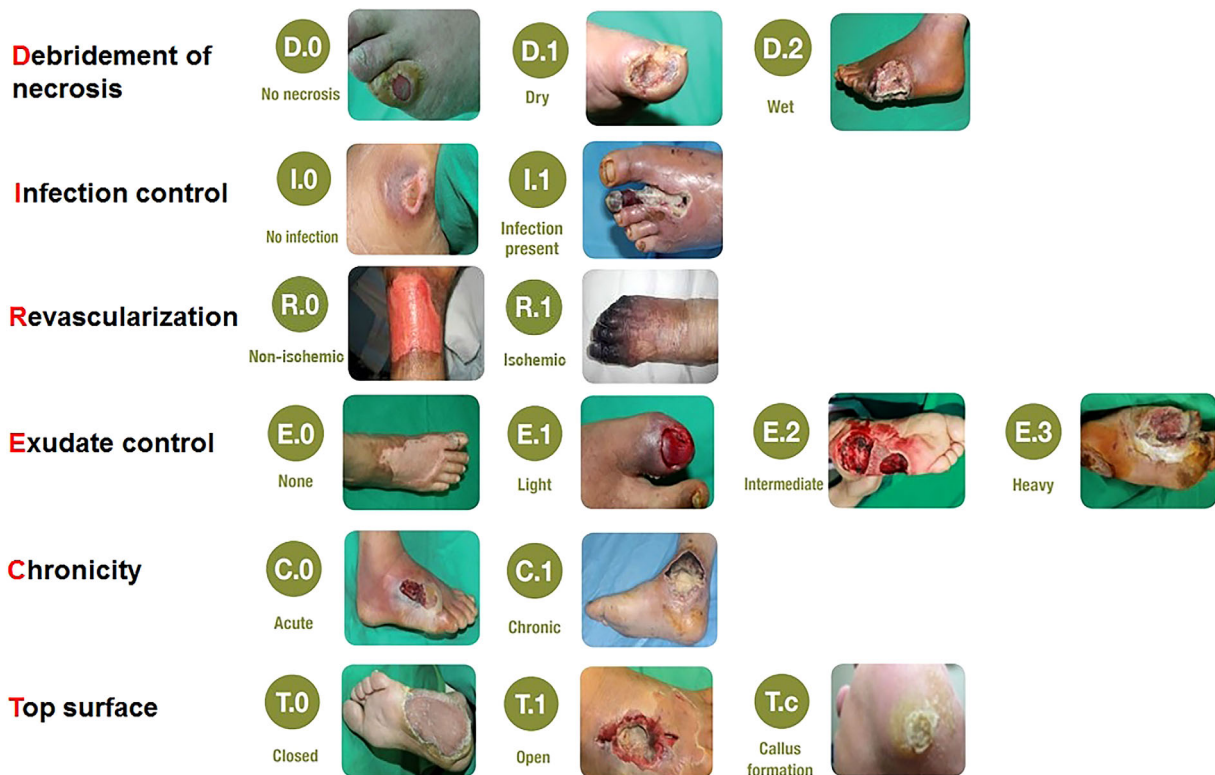 Debridement of
necrosis
D.0
No necrosis
D.1
Dry
D.2
Wet
Infection control
I.0
No infection
I.1
Infection
present
Revascularization
R.0
Non-ischemic
R.1
Ischemic
Exudate control
E.0
None
E.1
Light
E.2
Intermediate
E.3
Heavy
Chronicity
C.0
Acute
C.1
Chronic
Top surface
T.0
Closed
T.1
Open
T.c
Callus
formation